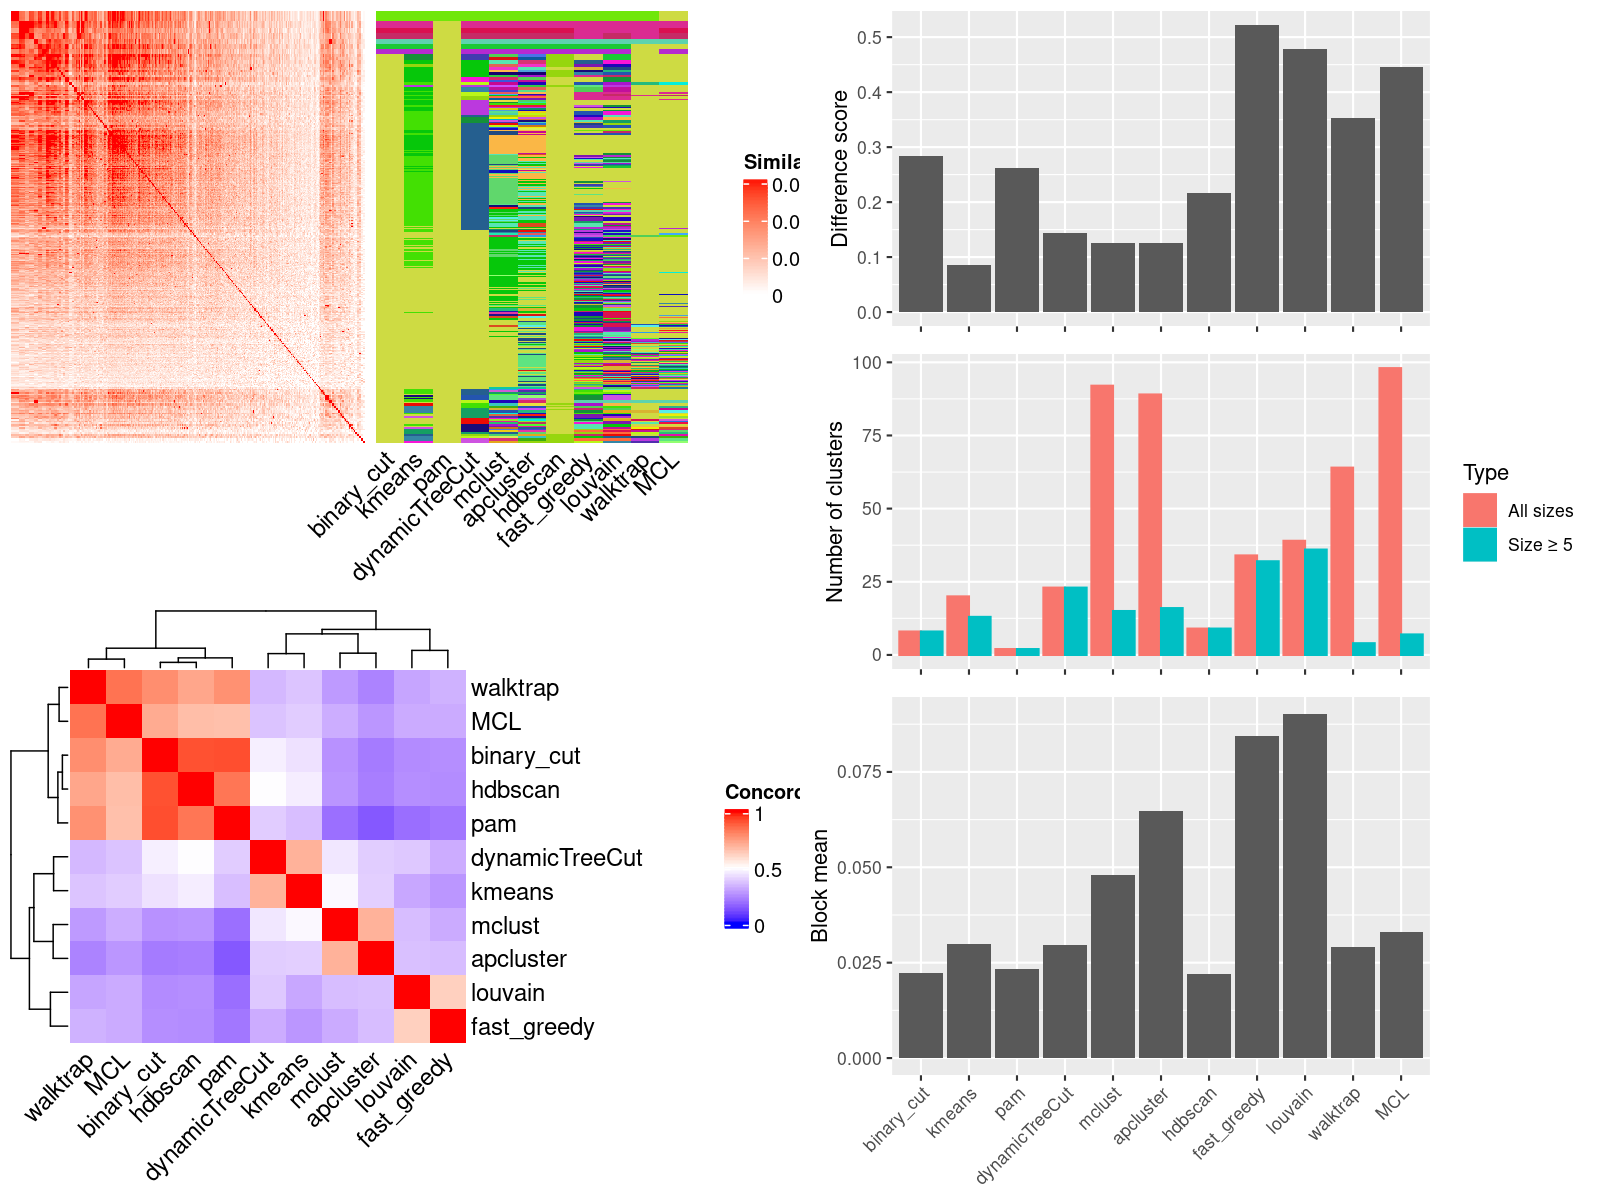 Simila
0.0
0.0
0.0
0
binary_cut
kmeans
pam
dynamicTreeCut
mclust
apcluster
hdbscan
fast_greedy
louvain
walktrap
MCL
walktrap
MCL
binary_cut
hdbscan
pam
dynamicTreeCut
kmeans
mclust
apcluster
louvain
fast_greedy
walktrap
MCL
binary_cut
hdbscan
pam
dynamicTreeCut
kmeans
mclust
apcluster
louvain
fast_greedy
Concord
1
0.5
0
Difference score
0.5
0.4
0.3
0.2
0.1
0.0
Number of clusters
100
75
50
25
0
Type
All sizes
Size ≥ 5
Block mean
0.075
0.050
0.025
0.000
binary_cut
kmeans
pam
dynamicTreeCut
mclust
apcluster
hdbscan
fast_greedy
louvain
walktrap
MCL